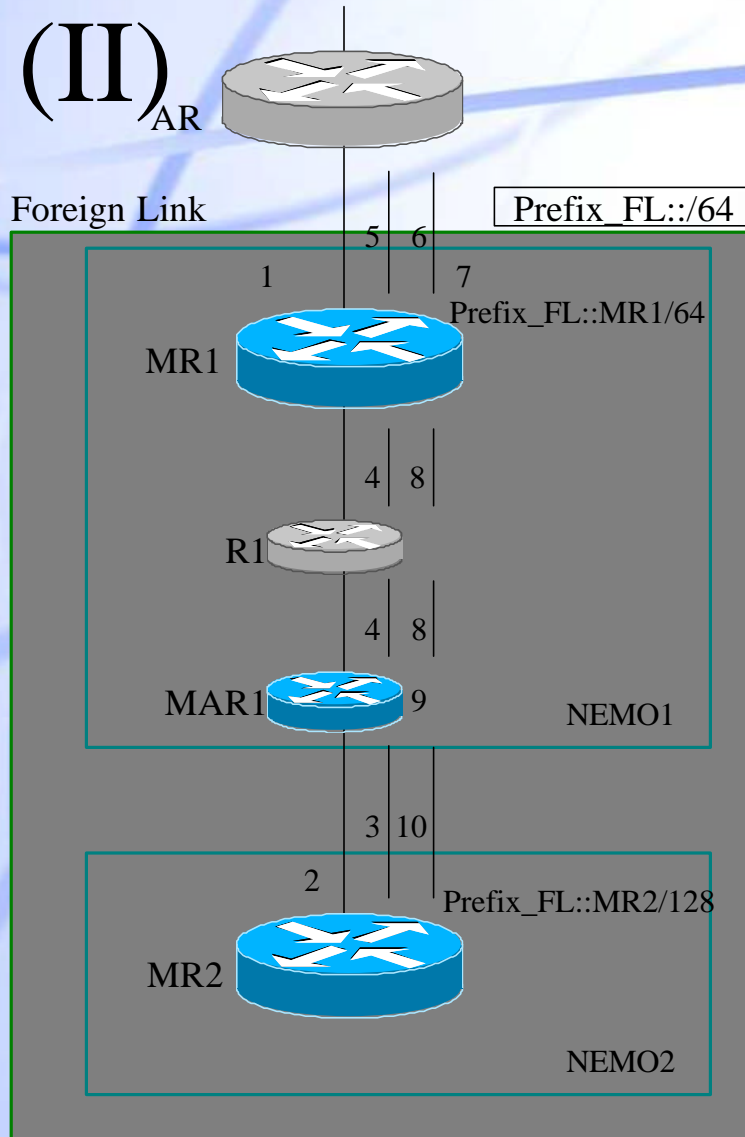 (II)
AR
Foreign Link
Prefix_FL::/64
5 6
1 7
Prefix_FL::MR1/64
MR1
4 8
R1
4 8
MAR1 9
NEMO1
3 10
2
Prefix_FL::MR2/128
MR2
NEMO2